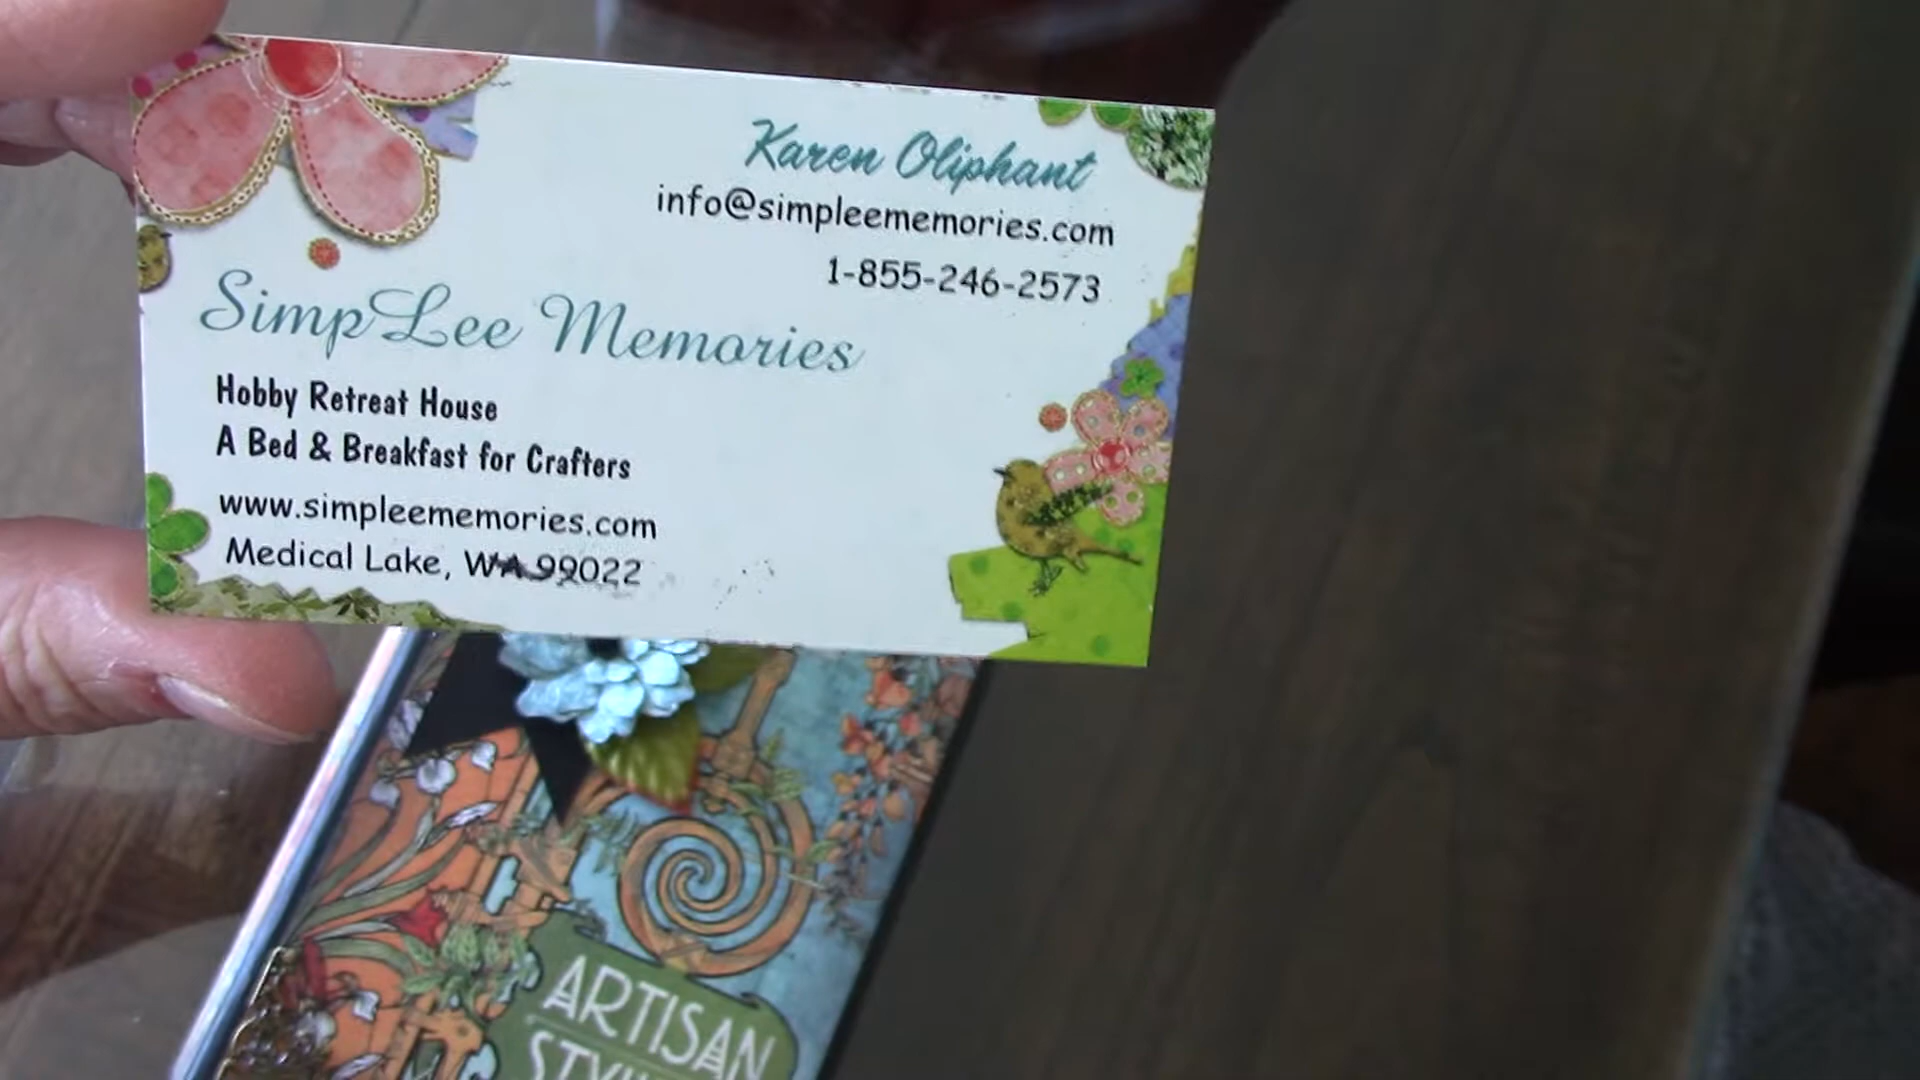 Karen Oliphant
info@simpleememories.com
1-855-246-2573
SimpLee Memories
Hobby Retreat House
A Bed & Breakfast for Crafters
www.simpleememories.com
Medical Lake, WA 99022
ARTISAN